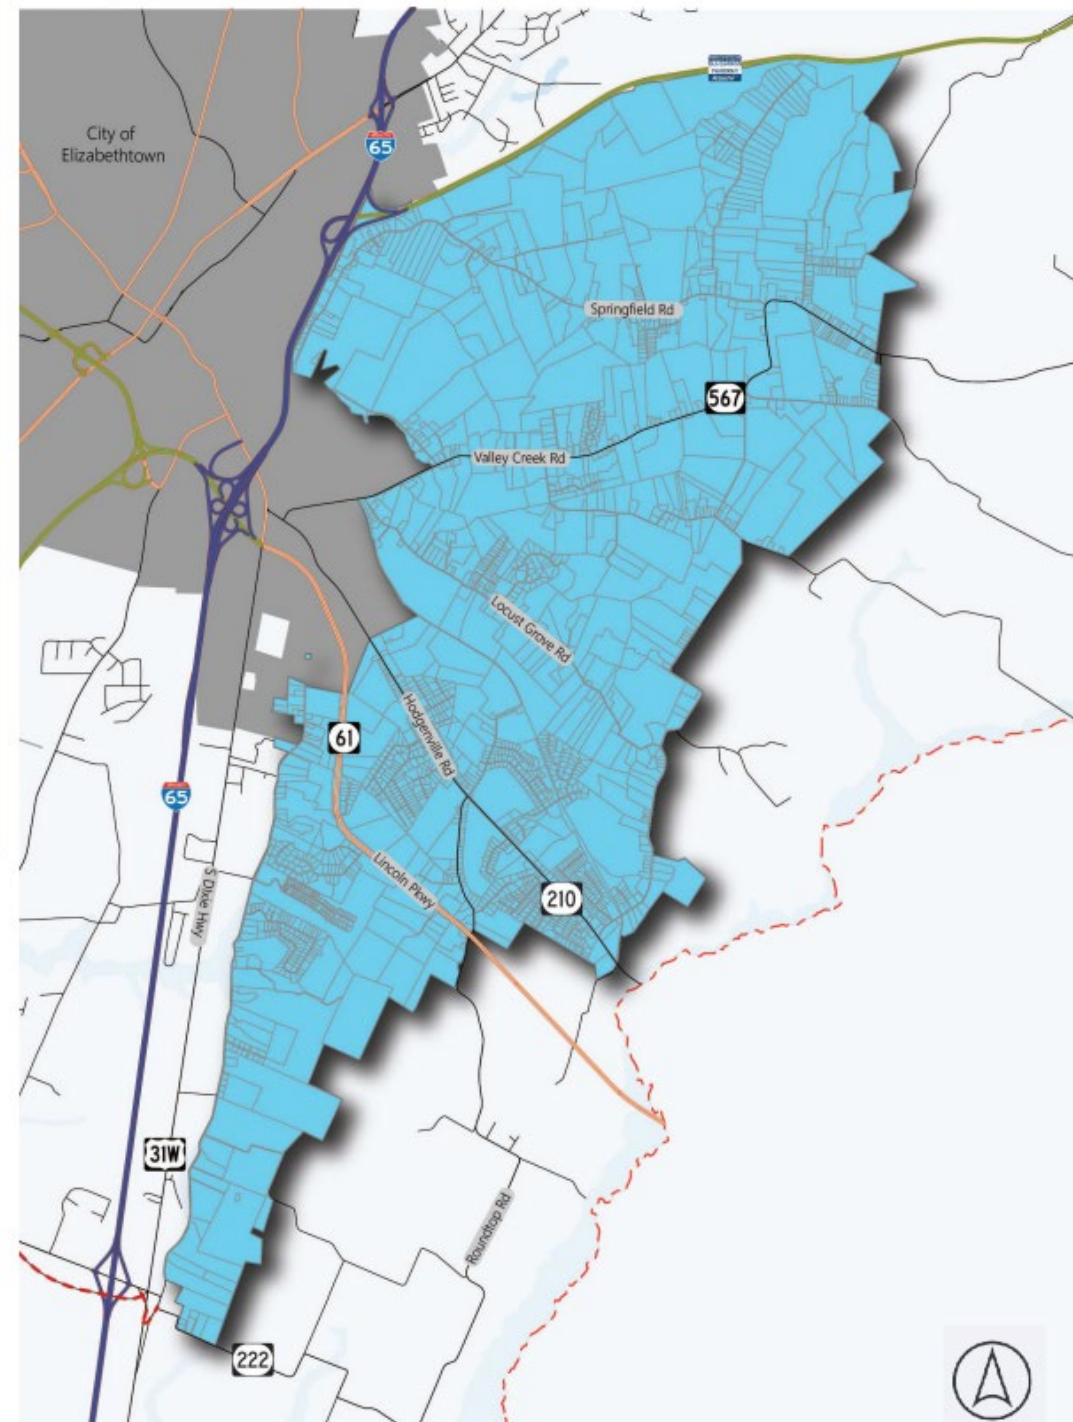 City of
Elizabethtown
65
Springfield Rd
567
Valley Creek Rd
Locust Grove Rd
61
Hodgenville Rd
65
Lincoln Pkwy
210
S Dixie Hwy
31W
Roundtop Rd
222